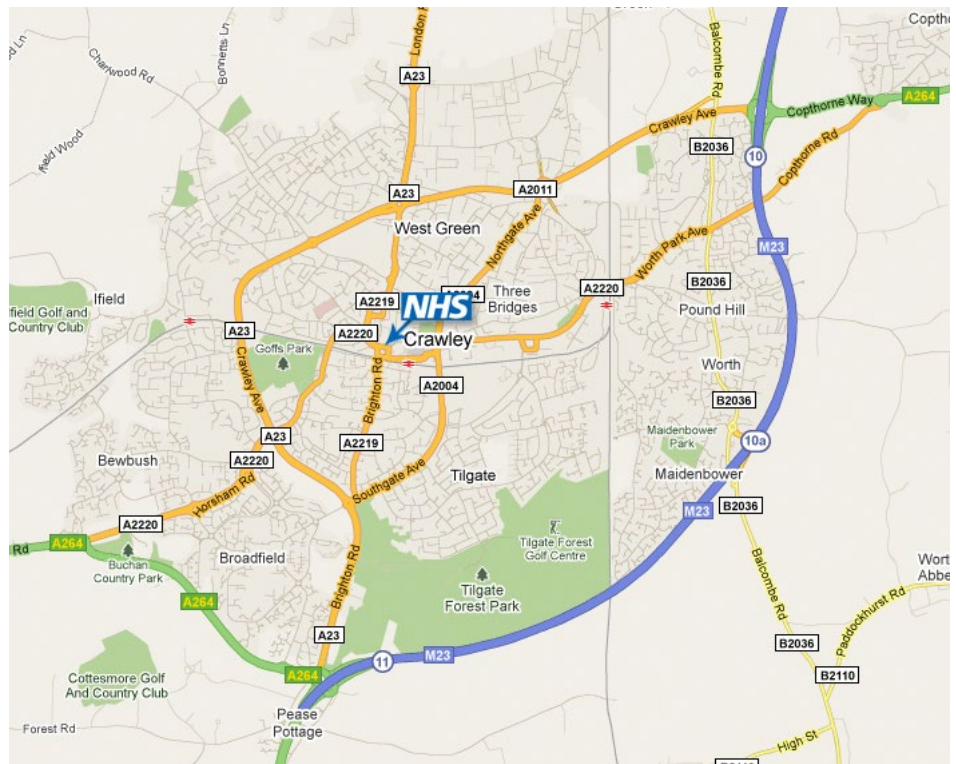 London R
A23
Bonnetts Ln
Charlwood Rd
Ifield Wood
Balcombe Rd
Copthorne Way
A264
Crawley Ave
B2036
10
Copthorne Rd
A23
A2011
West Green
Northgate Ave
M23
Worth Park Ave
Ifield
field Golf and
Country Club
A2219
NHS
Three
Bridges
A2220
B2036
Pound Hill
A23
A2220
Crawley
Goffs Park
Crawley Ave
Brighton Rd
A2004
Worth
B2036
A23
A2219
Maidenbower
Park
10a
A2220
Bewbush
Southgate Ave
Tilgate
Maidenbower
Horsham Rd
M23
B2036
A2220
Rd
A264
Buchan
Country Park
Broadfield
Brighton Rd
Tilgate Forest
Golf Centre
Tilgate
Forest Park
Balcombe Rd
Wort
Abbe
Paddockhurst Rd
A264
A23
B2036
M23
11
A264
B2110
Cottesmore Golf
And Country Club
Pease
Pottage
Forest Rd
High St